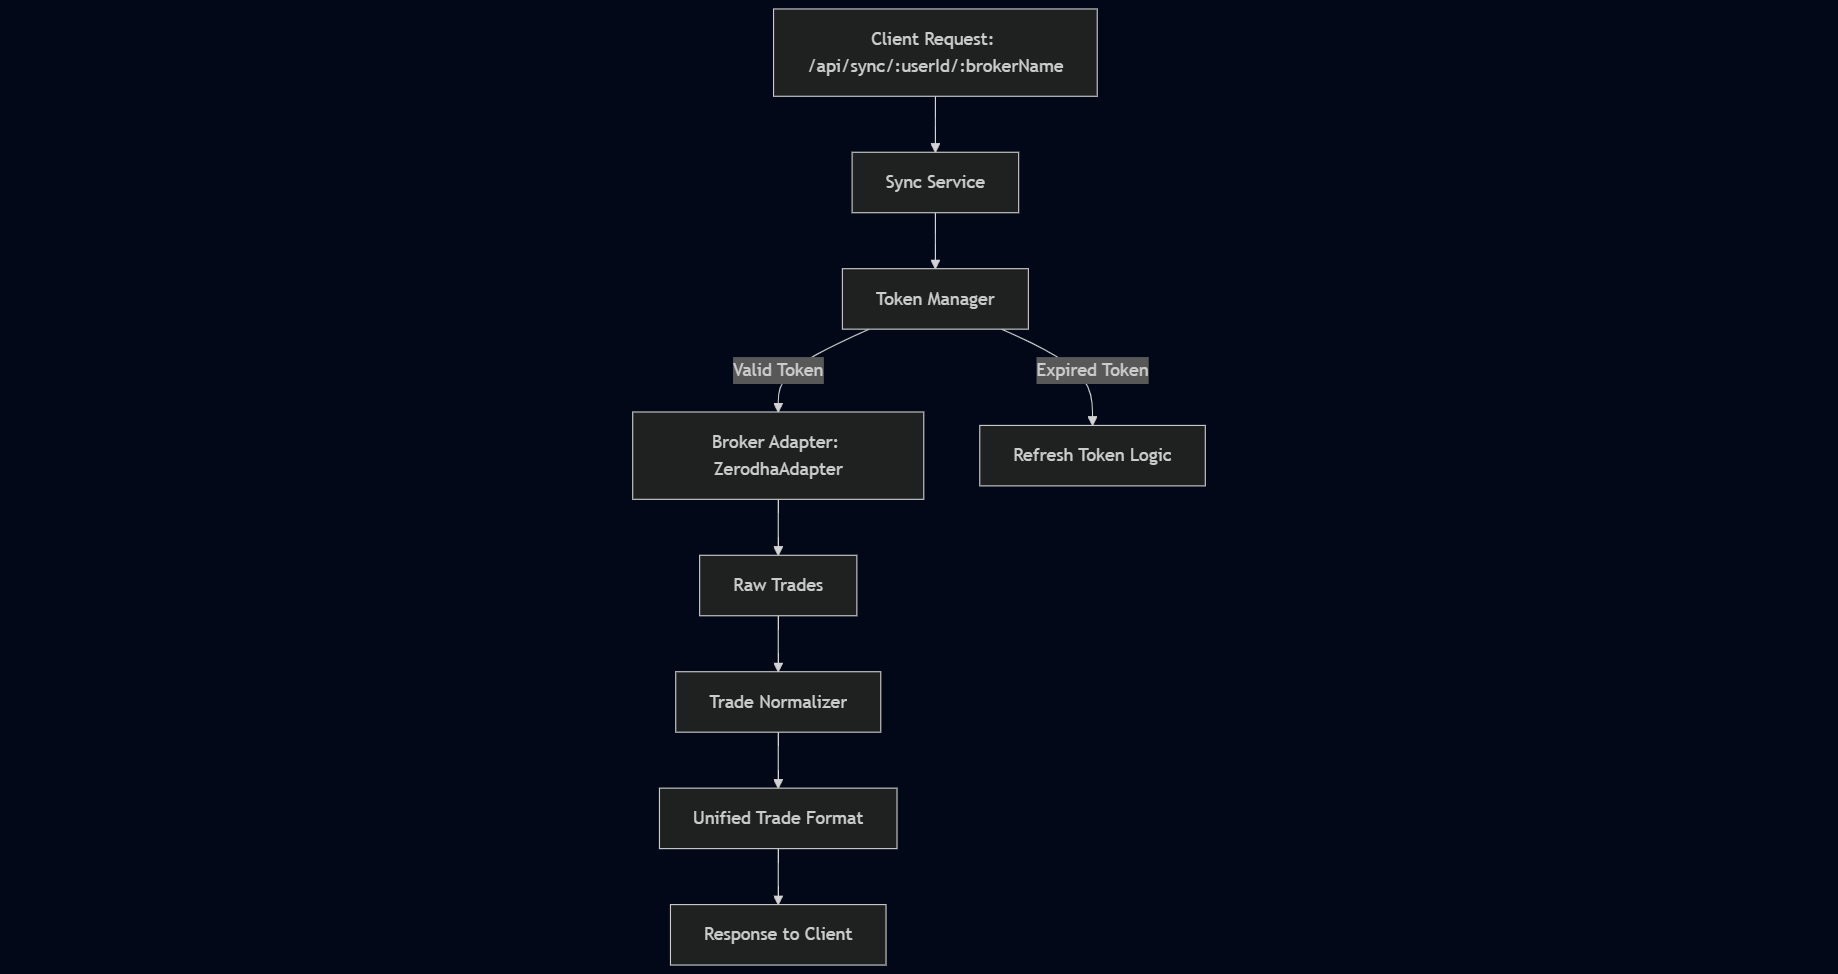 Client Request:
/api/sync/:userId/:brokerName
Sync Service
Token Manager
Valid Token
Expired Token
Broker Adapter:
ZerodhaAdapter
Refresh Token Logic
Raw Trades
Trade Normalizer
Unified Trade Format
Response to Client